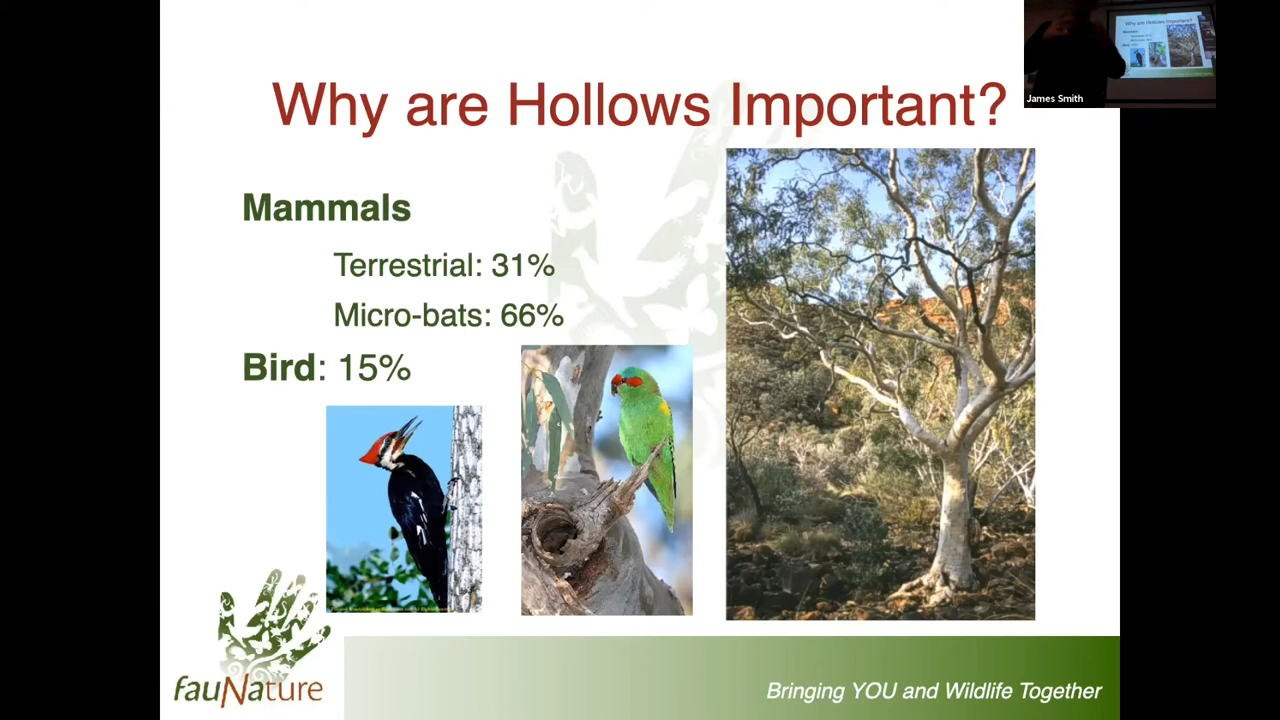 Why are Hollows Important?
James Smith
Mammals
Terrestrial: 31%
Micro-bats: 66%
Bird: 15%
fauNature
Bringing YOU and Wildlife Together